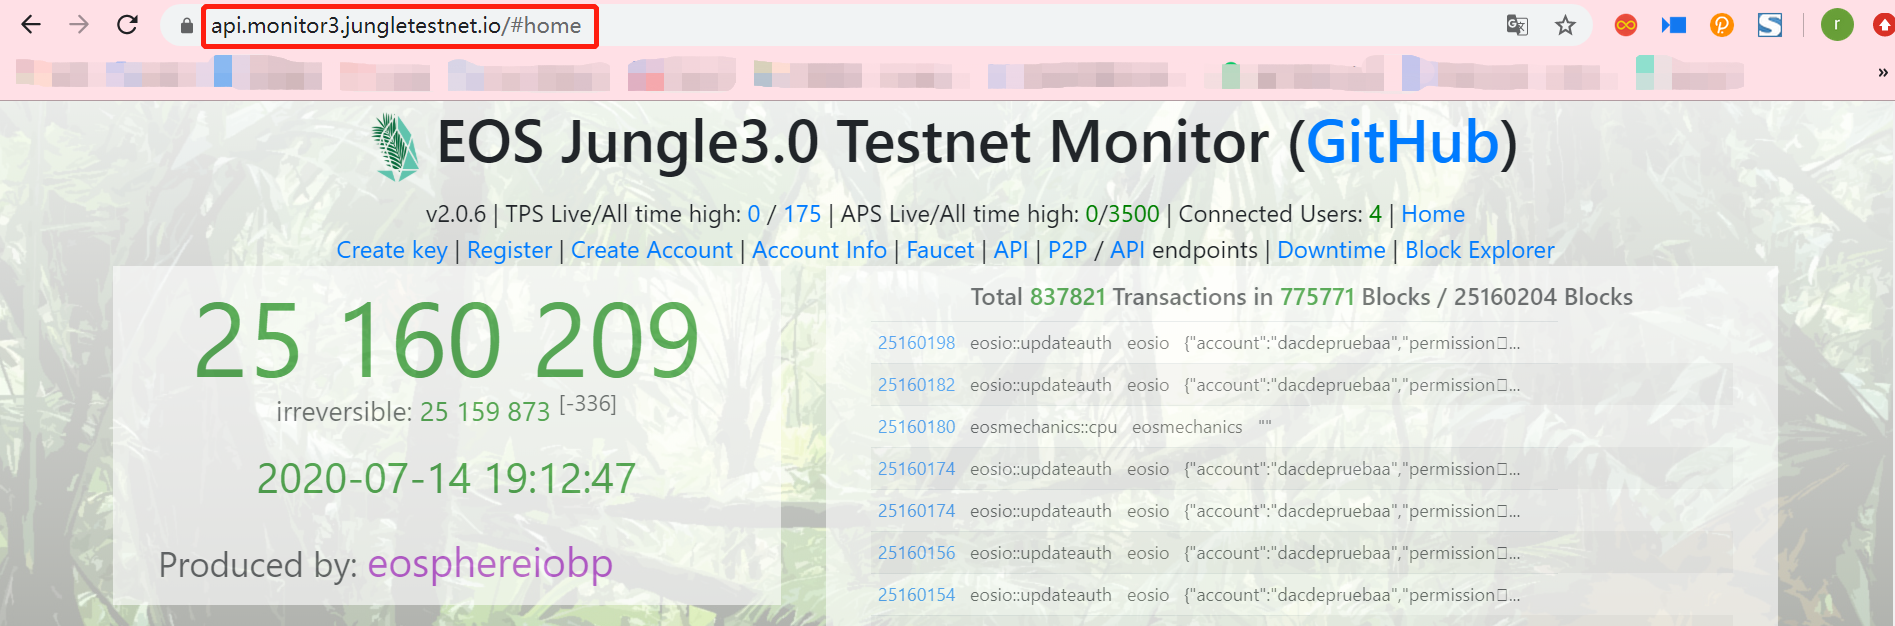 api.monitor3.jungletestnet.io/#home
r
»
EOS Jungle3.0 Testnet Monitor (GitHub)
v2.0.6 | TPS Live/All time high: 0 / 175 | APS Live/All time high: 0/3500 | Connected Users: 4 | Home
Create key | Register | Create Account | Account Info | Faucet | API | P2P / API endpoints | Downtime | Block Explorer
25 160 209
irreversible: 25 159 873 [-336]
2020-07-14 19:12:47
Produced by: eosphereiobp
Total 837821 Transactions in 775771 Blocks / 25160204 Blocks
25160198 eosio::updateauth eosio {"account":"dacdepruebaa","permission▯...
25160182 eosio::updateauth eosio {"account":"dacdepruebaa","permission▯...
25160180 eosmechanics::cpu eosmechanics ""
25160174 eosio::updateauth eosio {"account":"dacdepruebaa","permission▯...
25160174 eosio::updateauth eosio {"account":"dacdepruebaa","permission▯...
25160156 eosio::updateauth eosio {"account":"dacdepruebaa","permission▯...
25160154 eosio::updateauth eosio {"account":"dacdepruebaa","permission▯...